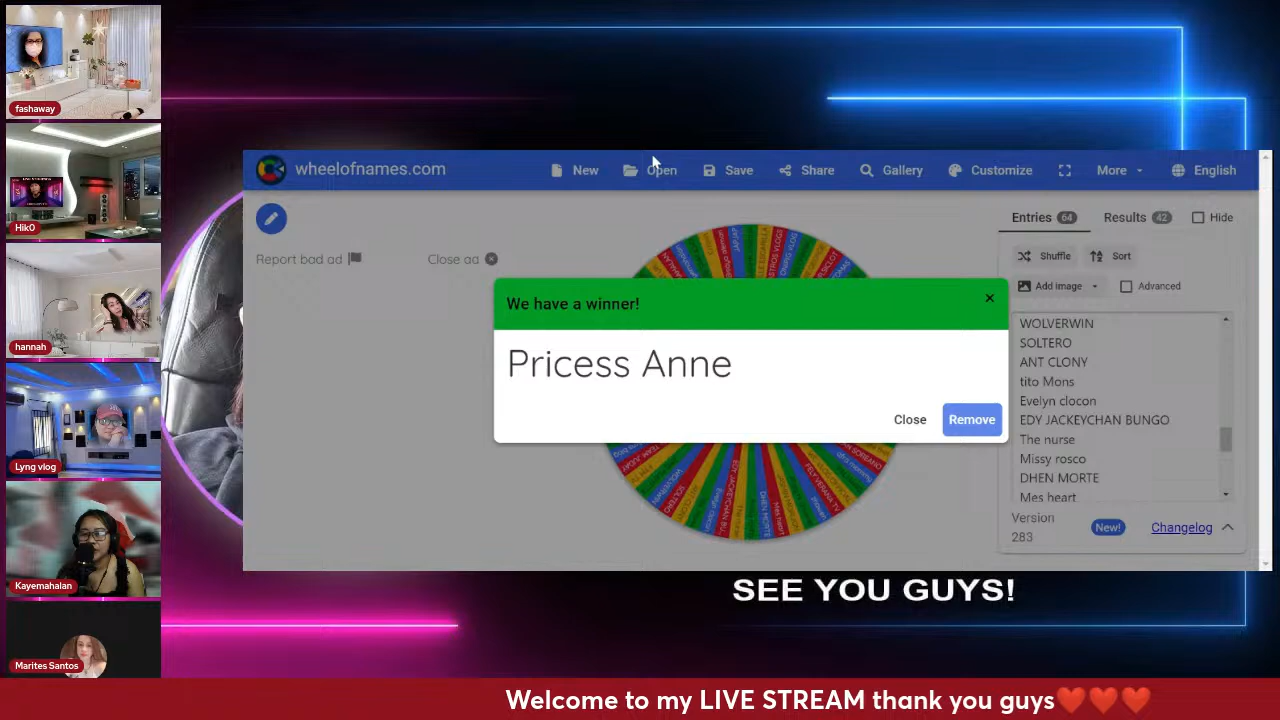 fashaway
Hik0
hannah
Lyng vlog
Kayemahalan
Marites Santos
wheelofnames.com
New
Open
Save
Share
Gallery
Customize
More
English
Report bad ad
Close ad
Entries 64
Results 42
Hide
Shuffle
Sort
Add image
Advanced
We have a winner!
Pricess Anne
Close
Remove
WOLVERWIN
SOLTERO
ANT CLONY
tito Mons
Evelyn clocon
EDY JACKEYCHAN BUNGO
The nurse
Missy rosco
DHEN MORTE
Mes heart
Version
283
New!
Changelog
SEE YOU GUYS!
Welcome to my LIVE STREAM thank you guys❤️❤️❤️